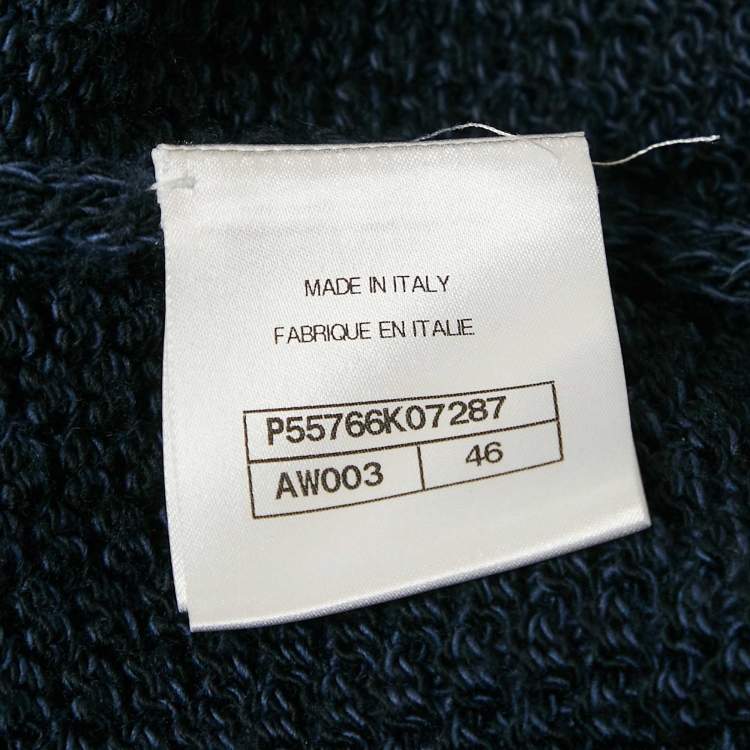 MADE IN ITALY
FABRIQUE EN ITALIE
P55766K07287
AW003 46